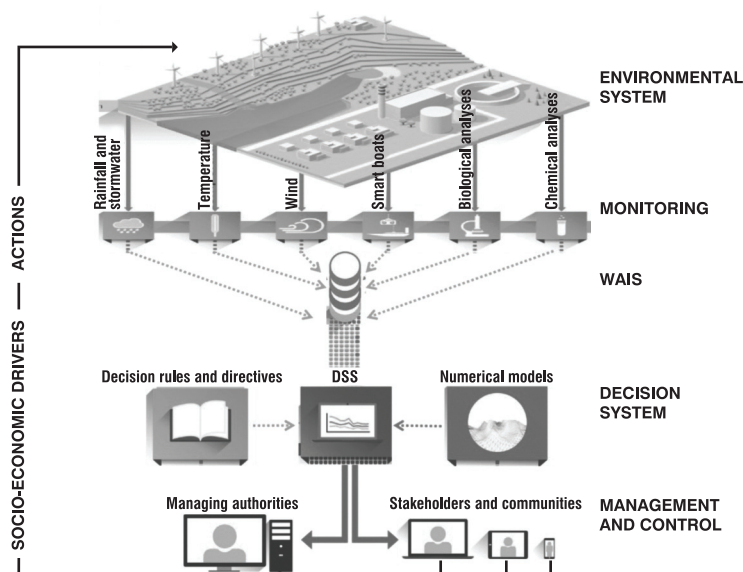 ENVIRONMENTAL
SYSTEM
Rainfall and
stormwater
Temperature
Wind
Smart boats
Biological analyses
Chemical analyses
MONITORING
WAIS
Decision rules and directives
DSS
Numerical models
DECISION
SYSTEM
Managing authorities
Stakeholders and communities
MANAGEMENT
AND CONTROL
SOCIO-ECONOMIC DRIVERS — ACTIONS